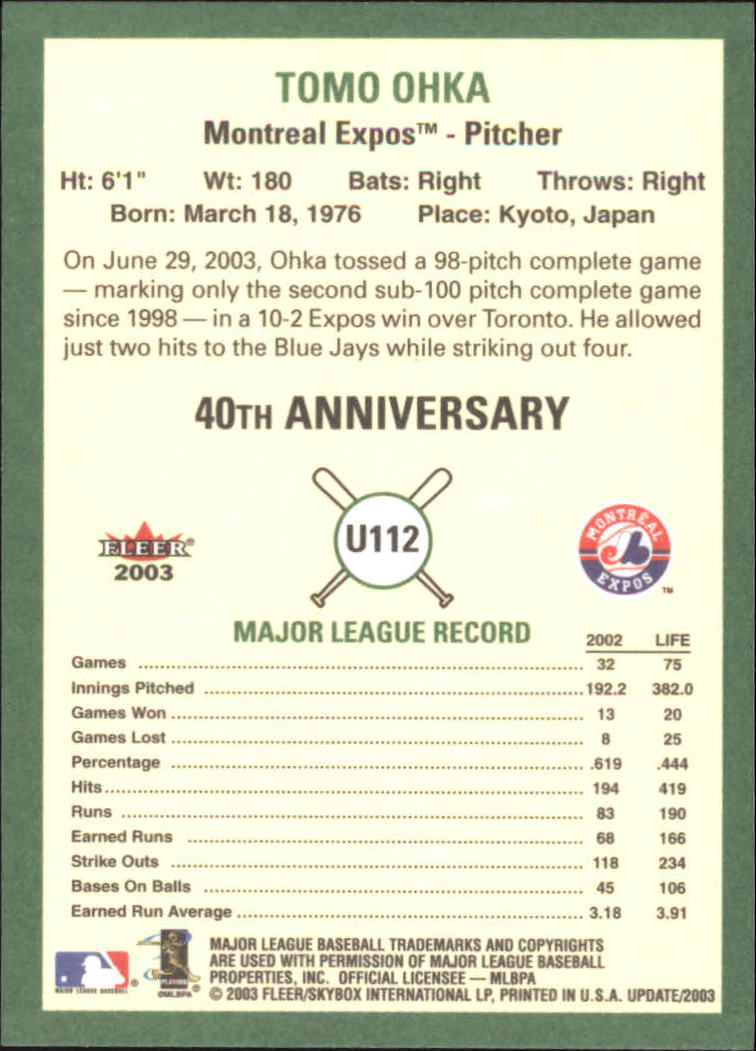 TOMO OHKA
Montreal Expos™ - Pitcher
Ht: 6'1" Wt: 180 Bats: Right Throws: Right
Born: March 18, 1976 Place: Kyoto, Japan
On June 29, 2003, Ohka tossed a 98-pitch complete game
— marking only the second sub-100 pitch complete game
since 1998 — in a 10-2 Expos win over Toronto. He allowed
just two hits to the Blue Jays while striking out four.
40TH ANNIVERSARY
FLEER®
2003
U112
MONTRÉAL
EXPOS
™
MAJOR LEAGUE RECORD 2002 LIFE
Games 32 75
Innings Pitched 192.2 382.0
Games Won 13 20
Games Lost 8 25
Percentage .619 .444
Hits 194 419
Runs 83 190
Earned Runs 68 166
Strike Outs 118 234
Bases On Balls 45 106
Earned Run Average 3.18 3.91
MAJOR LEAGUE BASEBALL ®
PLAYERS ®
©MLBPA
MAJOR LEAGUE BASEBALL TRADEMARKS AND COPYRIGHTS
ARE USED WITH PERMISSION OF MAJOR LEAGUE BASEBALL
PROPERTIES, INC. OFFICIAL LICENSEE — MLBPA
© 2003 FLEER/SKYBOX INTERNATIONAL LP, PRINTED IN U.S.A. UPDATE/2003